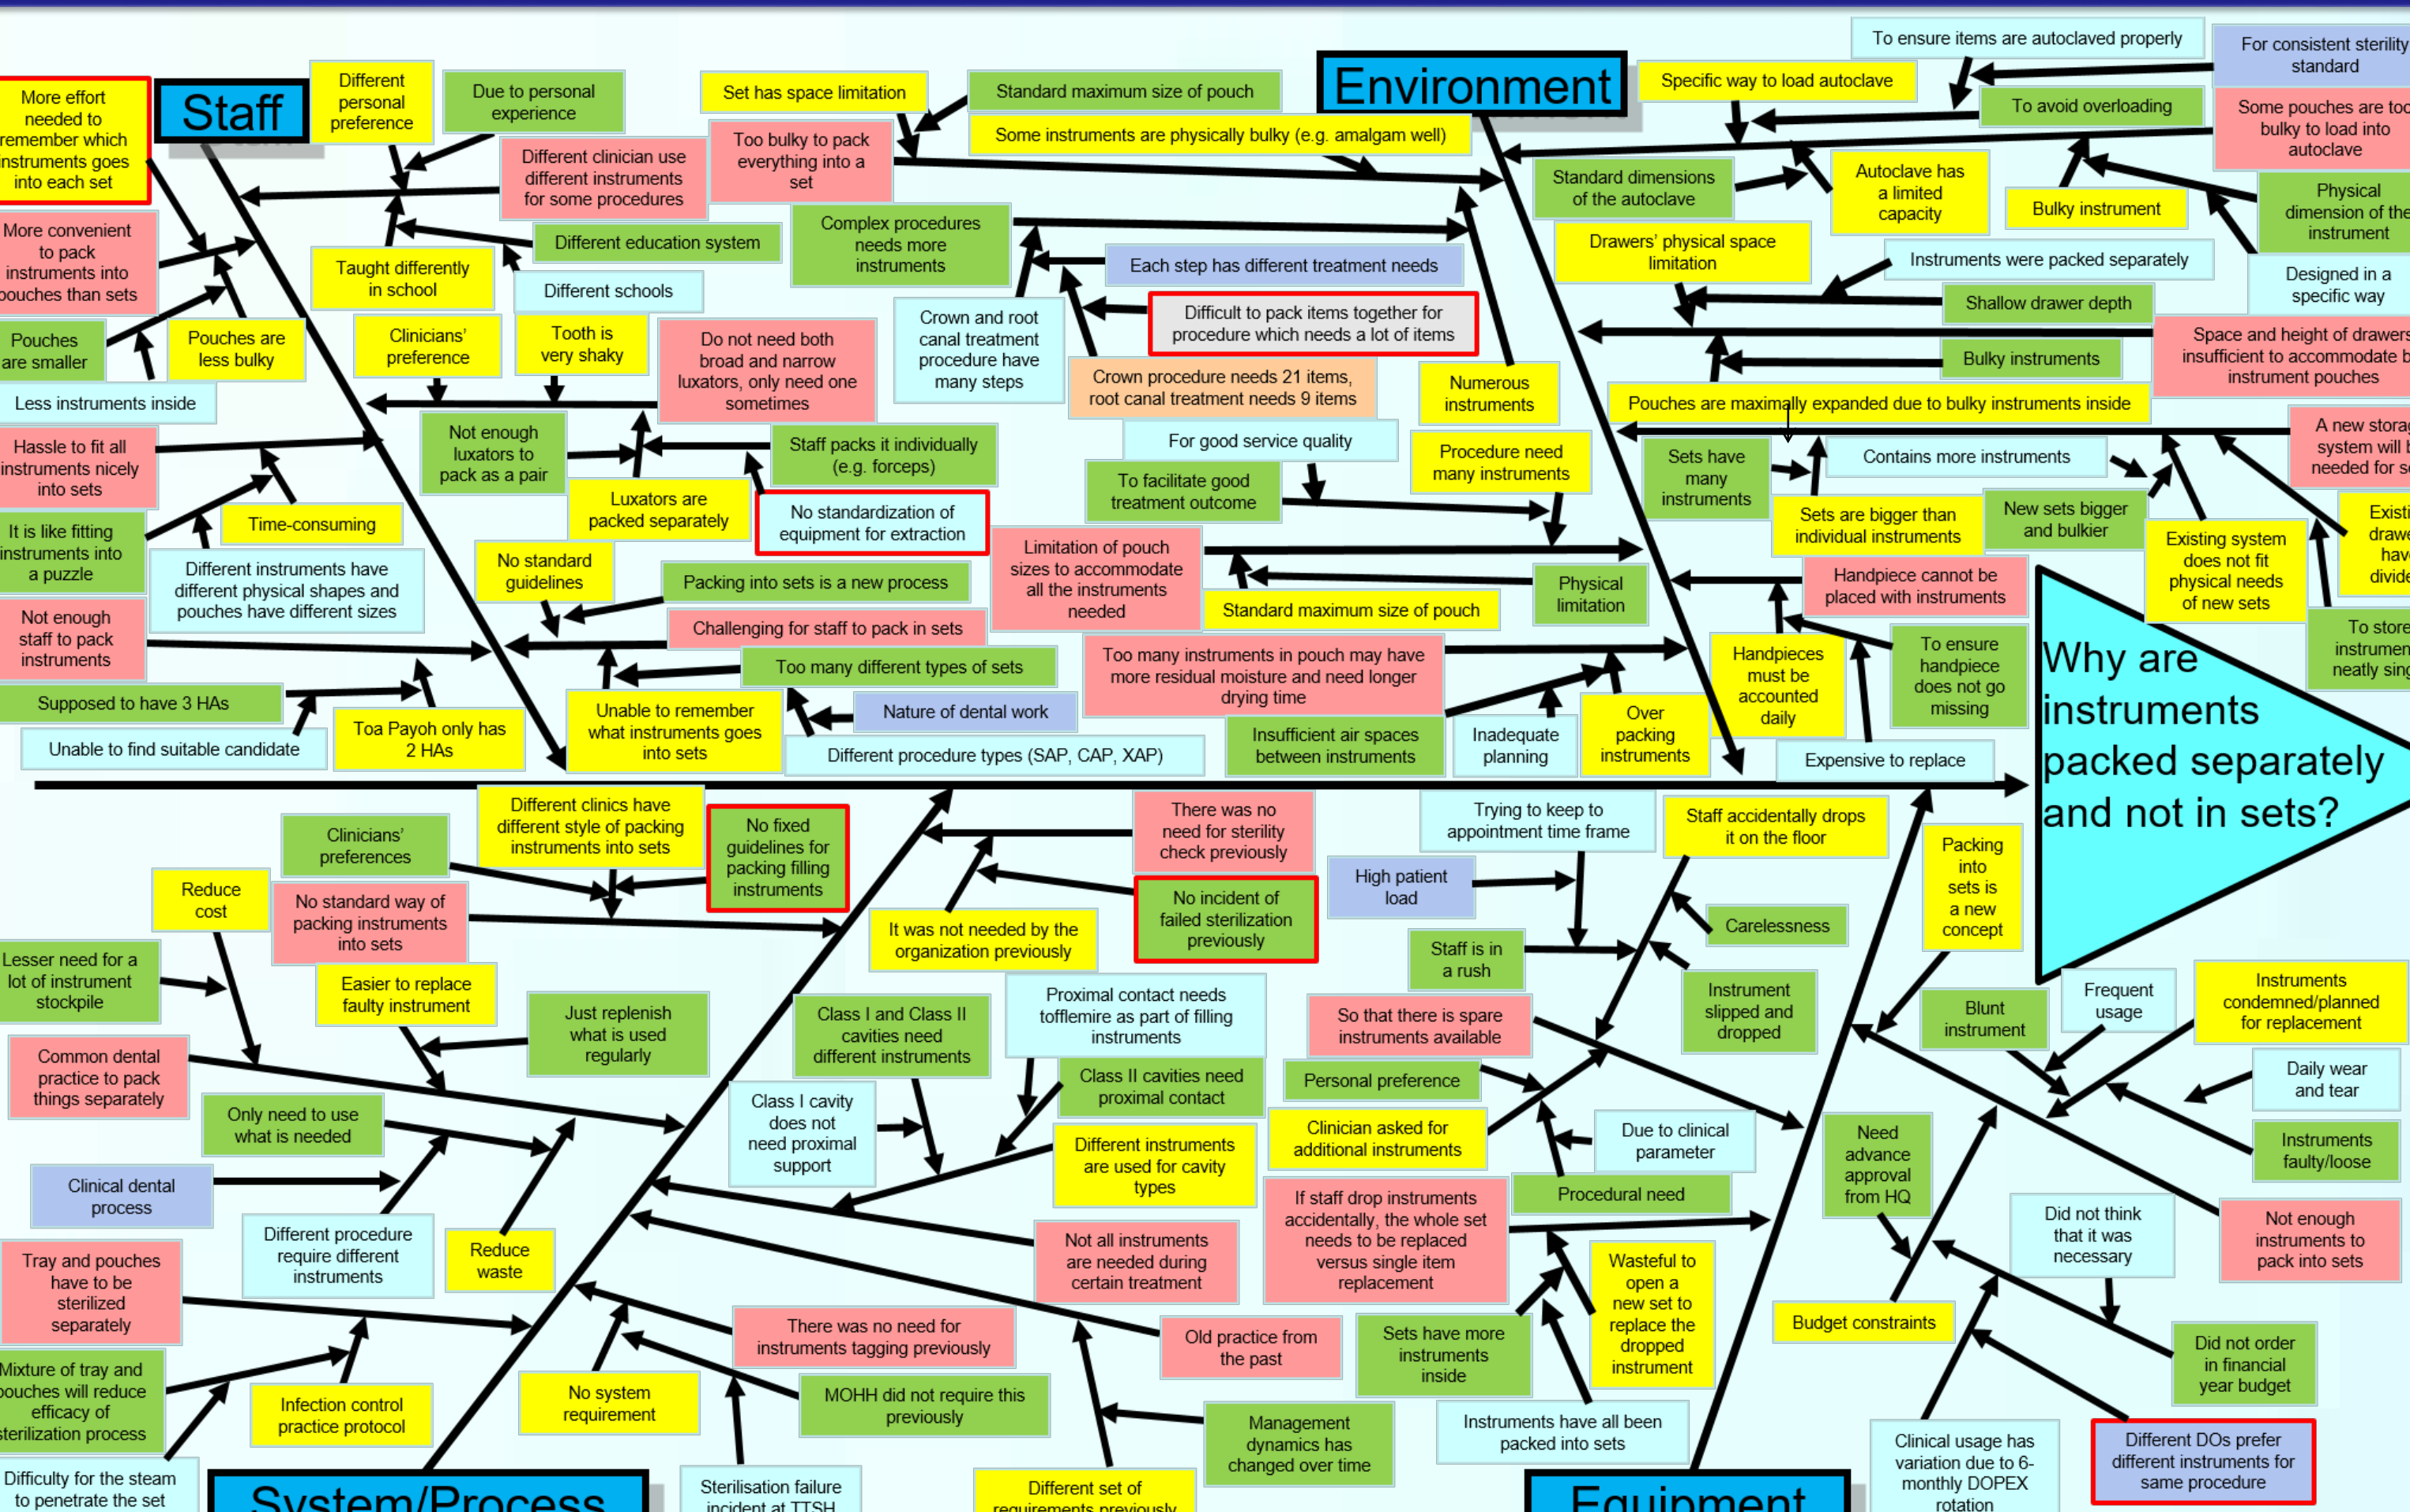 More effort
needed to
remember which
instruments goes
into each set
Staff
Different
personal
preference
Due to personal
experience
Different clinician use
different instruments
for some procedures
More convenient
to pack
instruments into
pouches than sets
Taught differently
in school
Different education system
Different schools
Pouches
are smaller
Pouches are
less bulky
Less instruments inside
Clinicians'
preference
Tooth is
very shaky
Do not need both
broad and narrow
luxators, only need one
sometimes
Hassle to fit all
instruments nicely
into sets
Not enough
luxators to
pack as a pair
Staff packs it individually
(e.g. forceps)
Luxators are
packed separately
No standardization of
equipment for extraction
It is like fitting
instruments into
a puzzle
Time-consuming
Different instruments have
different physical shapes and
pouches have different sizes
No standard
guidelines
Packing into sets is a new process
Challenging for staff to pack in sets
Not enough
staff to pack
instruments
Too many different types of sets
Supposed to have 3 HAs
Unable to find suitable candidate
Toa Payoh only has
2 HAs
Unable to remember
what instruments goes
into sets
Nature of dental work
Different procedure types (SAP, CAP, XAP)
Environment
Set has space limitation
Standard maximum size of pouch
Too bulky to pack
everything into a
set
Some instruments are physically bulky (e.g. amalgam well)
Complex procedures
needs more
instruments
Each step has different treatment needs
Crown and root
canal treatment
procedure have
many steps
Difficult to pack items together for
procedure which needs a lot of items
Crown procedure needs 21 items,
root canal treatment needs 9 items
Numerous
instruments
For good service quality
To facilitate good
treatment outcome
Procedure need
many instruments
Limitation of pouch
sizes to accommodate
all the instruments
needed
Standard maximum size of pouch
Physical
limitation
Too many instruments in pouch may have
more residual moisture and need longer
drying time
Insufficient air spaces
between instruments
Inadequate
planning
Over
packing
instruments
To ensure items are autoclaved properly
For consistent sterility
standard
Specific way to load autoclave
To avoid overloading
Some pouches are too
bulky to load into
autoclave
Standard dimensions
of the autoclave
Autoclave has
a limited
capacity
Bulky instrument
Physical
dimension of the
instrument
Designed in a
specific way
Drawers' physical space
limitation
Instruments were packed separately
Shallow drawer depth
Space and height of drawers
insufficient to accommodate
instrument pouches
Bulky instruments
Pouches are maximally expanded due to bulky instruments inside
A new
system will
needed for
Sets have
many
instruments
Contains more instruments
Sets are bigger than
individual instruments
New sets bigger
and bulkier
Existing system
does not fit
physical needs
of new sets
To store
neatly
Handpiece cannot be
placed with instruments
Handpieces
must be
accounted
daily
To ensure
handpiece
does not go
missing
Expensive to replace
Why are
instruments
packed separately
and not in sets?
Clinicians'
preferences
Different clinics have
different style of packing
instruments into sets
No fixed
guidelines for
packing filling
instruments
Reduce
cost
No standard way of
packing instruments
into sets
Lesser need for a
lot of instrument
stockpile
Easier to replace
faulty instrument
Just replenish
what is used
regularly
Common dental
practice to pack
things separately
Only need to use
what is needed
Clinical dental
process
Different procedure
require different
instruments
Reduce
waste
Tray and pouches
have to be
sterilized
separately
Mixture of tray and
pouches will reduce
efficacy of
sterilization process
Infection control
practice protocol
Difficulty for the steam
to penetrate the set
System/Process
There was no
need for sterility
check previously
It was not needed by the
organization previously
No incident of
failed sterilization
previously
Class I and Class II
cavities need
different instruments
Proximal contact needs
tofflemire as part of filling
instruments
Class II cavities need
proximal contact
Class I cavity
does not
need proximal
support
Different instruments
are used for cavity
types
Not all instruments
are needed during
certain treatment
Old practice from
the past
There was no need for
instruments tagging previously
No system
requirement
MOHH did not require this
previously
Sterilisation failure
incident at TTSH
Management
dynamics has
changed over time
Different set of
requirements previously
Trying to keep to
appointment time frame
Staff accidentally drops
it on the floor
High patient
load
Carelessness
Staff is in
a rush
Instrument
slipped and
dropped
So that there is spare
instruments available
Personal preference
Clinician asked for
additional instruments
Due to clinical
parameter
Procedural need
If staff drop instruments
accidentally, the whole set
needs to be replaced
versus single item
replacement
Wasteful to
open a
new set to
replace the
dropped
instrument
Sets have more
instruments
inside
Instruments have all been
packed into sets
Equipment
Packing
into
sets is
a new
concept
Blunt
instrument
Frequent
usage
Instruments
condemned/planned
for replacement
Daily wear
and tear
Instruments
faulty/loose
Need
advance
approval
from HQ
Did not think
that it was
necessary
Not enough
instruments to
pack into sets
Budget constraints
Did not order
in financial
year budget
Clinical usage has
variation due to 6-
monthly DOPEX
rotation
Different DOs prefer
different instruments for
same procedure